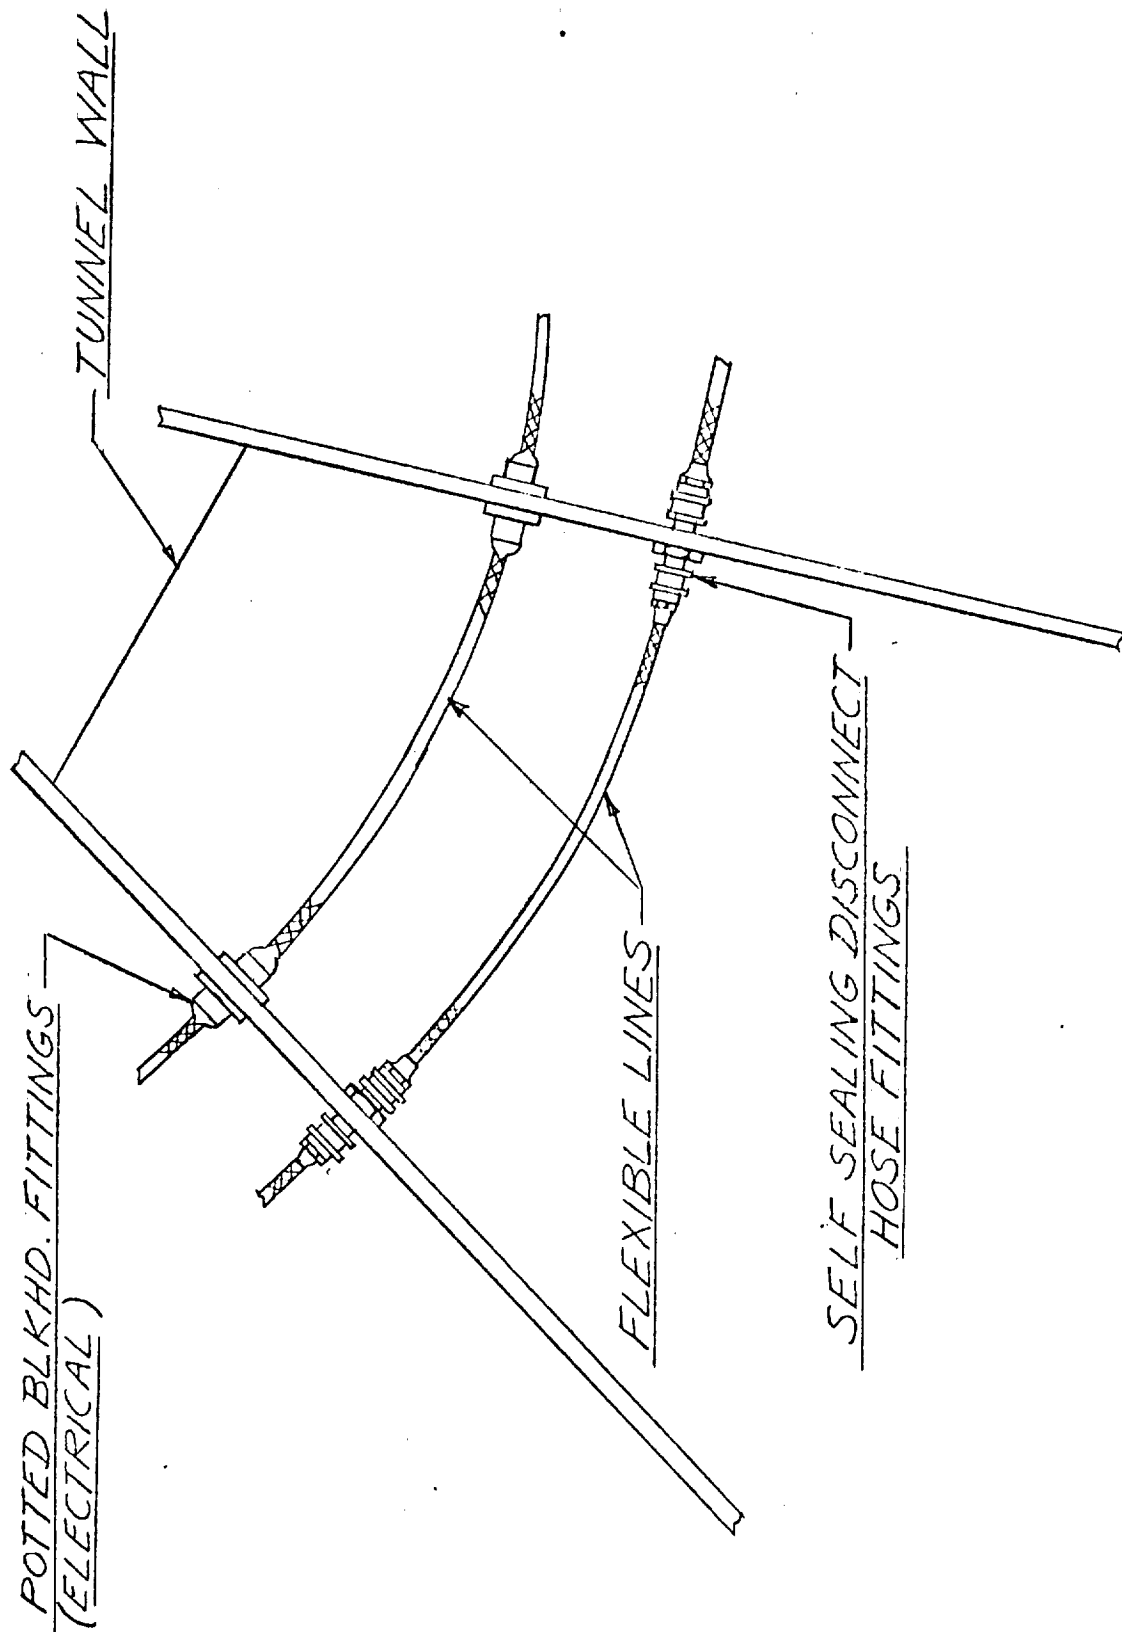 POTTED BLKHD. FITTINGS
(ELECTRICAL)
TUNNEL WALL
FLEXIBLE LINES
SELF SEALING DISCONNECT
HOSE FITTINGS